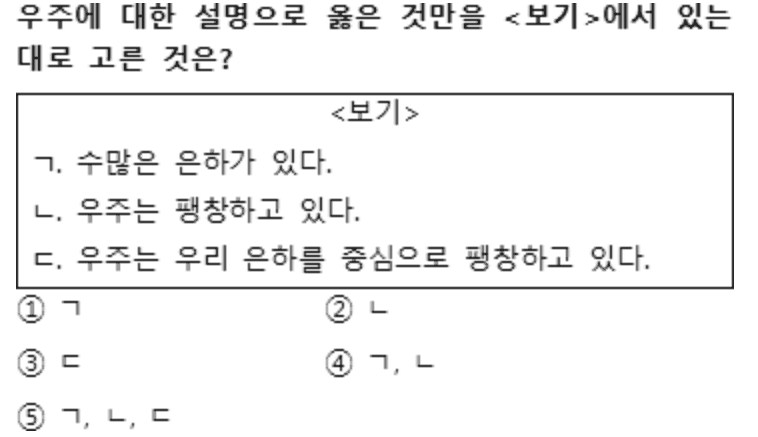 우주에 대한 설명으로 옳은 것만을 <보기>에서 있는
대로 고른 것은?
<보기>
ㄱ. 수많은 은하가 있다.
ㄴ. 우주는 팽창하고 있다.
ㄷ. 우주는 우리 은하를 중심으로 팽창하고 있다.
① ㄱ ② ㄴ
③ ㄷ ④ ㄱ, ㄴ
⑤ ㄱ, ㄴ, ㄷ